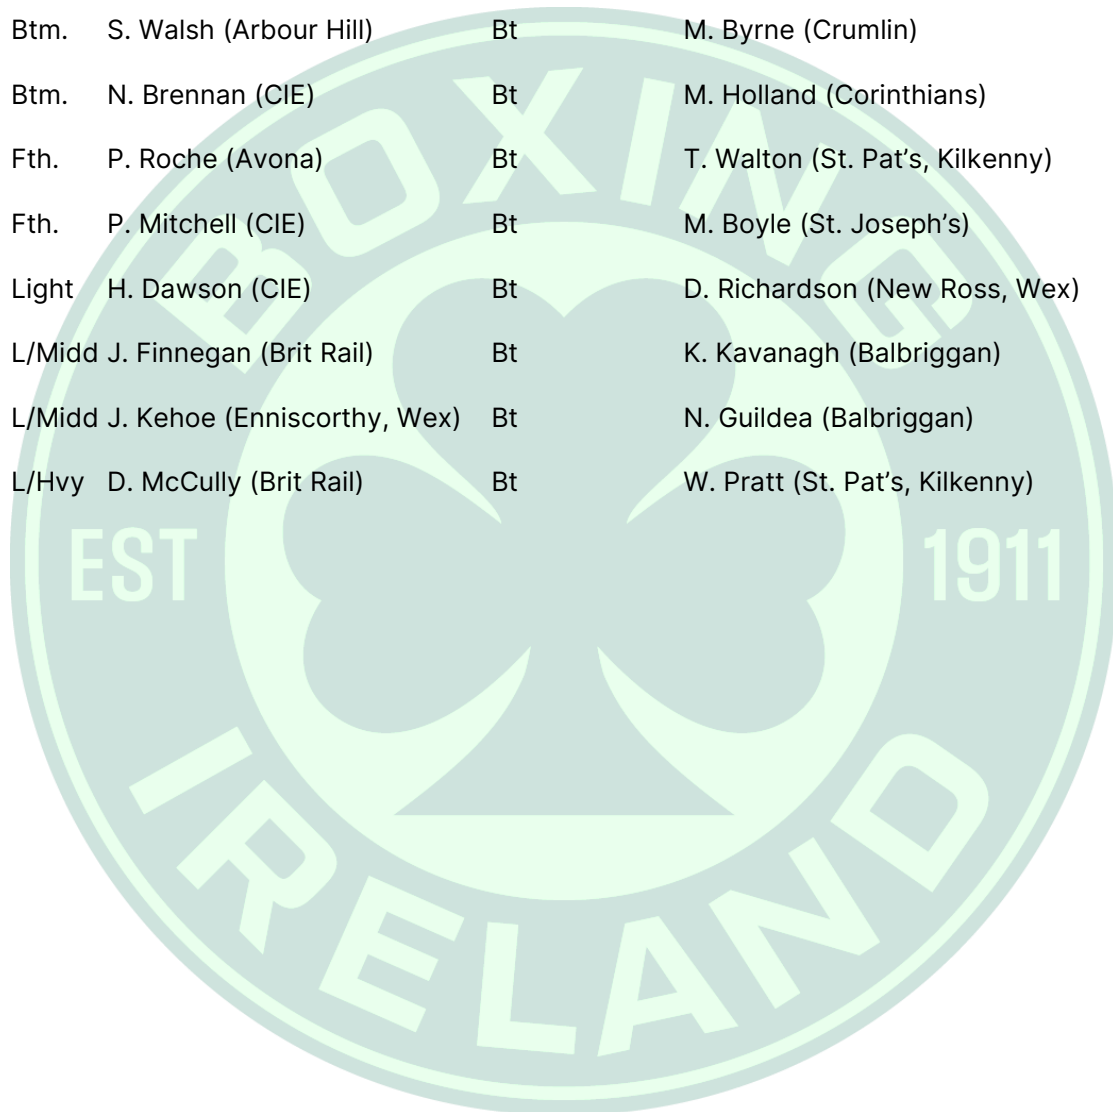 Btm. S. Walsh (Arbour Hill) Bt M. Byrne (Crumlin)
Btm. N. Brennan (CIE) Bt M. Holland (Corinthians)
Fth. P. Roche (Avona) Bt T. Walton (St. Pat’s, Kilkenny)
Fth. P. Mitchell (CIE) Bt M. Boyle (St. Joseph’s)
Light H. Dawson (CIE) Bt D. Richardson (New Ross, Wex)
L/Midd J. Finnegan (Brit Rail) Bt K. Kavanagh (Balbriggan)
L/Midd J. Kehoe (Enniscorthy, Wex) Bt N. Guildea (Balbriggan)
L/Hvy D. McCully (Brit Rail) Bt W. Pratt (St. Pat’s, Kilkenny)
BOXING
EST 1911
IRELAND